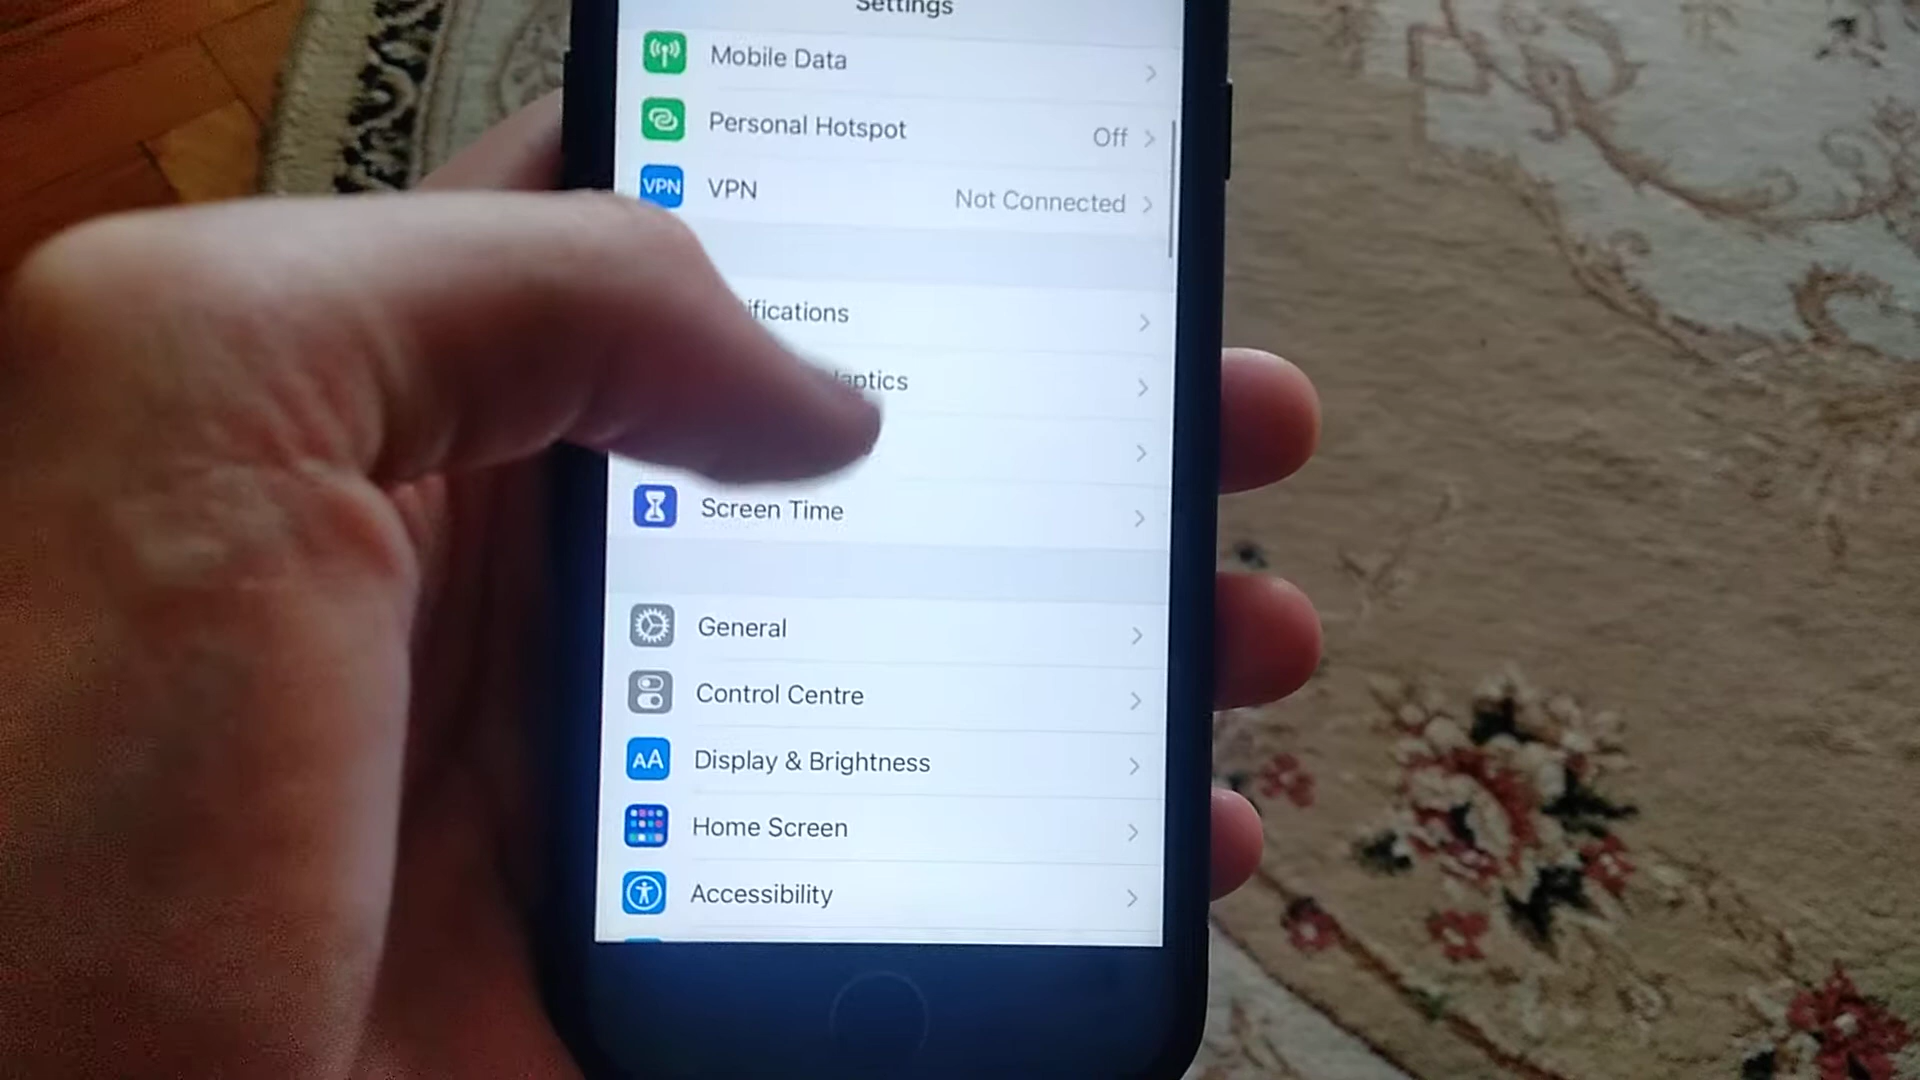 Settings
Mobile Data
Personal Hotspot Off
VPN VPN Not Connected
ifications
aptics
Screen Time
General
Control Centre
AA Display & Brightness
Home Screen
Accessibility